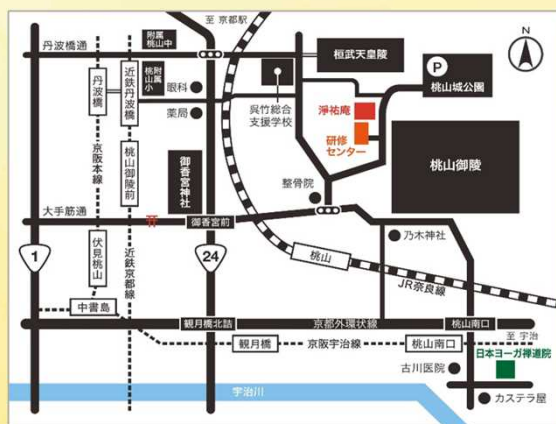 至 京都駅
附属
桃山中
丹波橋通
桓武天皇陵
N
P
桃山城公園
桃附
山属
小
眼科
薬局
丹波橋
近鉄丹波橋
呉竹総合
支援学校
淨祐庵
研修
センター
桃山御陵
京阪本線
桃山御陵前
御香宮神社
整骨院
大手筋通
御香宮前
乃木神社
1
伏見桃山
近鉄京都線
24
桃山
JR奈良線
中書島
観月橋北詰
京都外環状線
桃山南口
至 宇治
観月橋
京阪宇治線
桃山南口
日本ヨーガ禅道院
古川医院
宇治川
カステラ屋